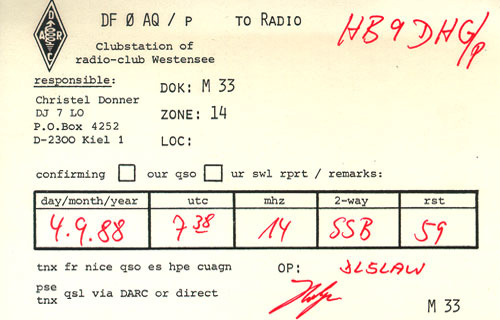 D
A R
C
DF Ø AQ / P TO RADIO HB9DHG/p
Clubstation of
radio-club Westensee
responsible:
DOK: M 33
Christel Donner
DJ 7 LO
ZONE: 14
P.O.Box 4252
D-2300 Kiel 1
LOC:
confirming our qso ur swl rprt / remarks:
day/month/year utc mhz 2-way rst
4.9.88 7 38 14 SSB 59
tnx fr nice qso es hpe cuagn OP: DL5LAW
pse
tnx qsl via DARC or direct
M 33